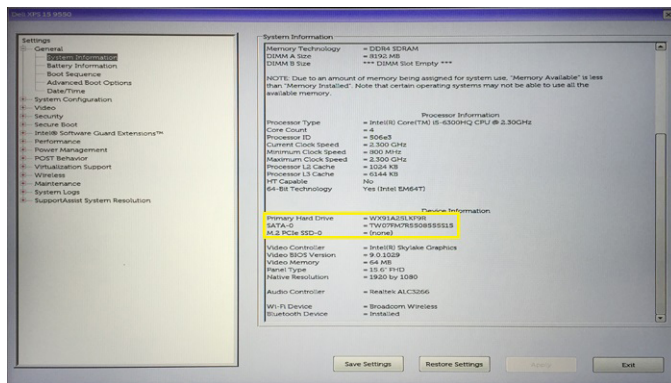 Dell XPS 15 9550
Settings
General
System Information
Battery Information
Boot Sequence
Advanced Boot Options
Date/Time
System Configuration
Video
Security
Secure Boot
Intel® Software Guard Extensions™
Performance
Power Management
POST Behavior
Virtualization Support
Wireless
Maintenance
System Logs
SupportAssist System Resolution
System Information
Memory Technology = DDR4 SDRAM
DIMM A Size = 8192 MB
DIMM B Size *** DIMM Slot Empty ***
NOTE: Due to an amount of memory being assigned for system use, "Memory Available" is less
than "Memory Installed". Note that certain operating systems may not be able to use all the
available memory.
Processor Information
Processor Type = Intel(R) Core(TM) i5-6300HQ CPU @ 2.30GHz
Core Count = 4
Processor ID = 506e3
Current Clock Speed = 2.300 GHz
Minimum Clock Speed = 800 MHz
Maximum Clock Speed = 2.300 GHz
Processor L2 Cache = 1024 KB
Processor L3 Cache = 6144 KB
HT Capable No
64-Bit Technology Yes (Intel EM64T)
Device Information
Primary Hard Drive =
SATA-0 =
M.2 PCIe SSD-0 = (none)
Video Controller = Intel(R) Skylake Graphics
Video BIOS Version = 9.0.1029
Video Memory = 64 MB
Panel Type = 15.6" FHD
Native Resolution = 1920 by 1080
Audio Controller = Realtek ALC3266
Wi-Fi Device = Broadcom Wireless
Bluetooth Device = Installed
Save Settings Restore Settings Apply Exit